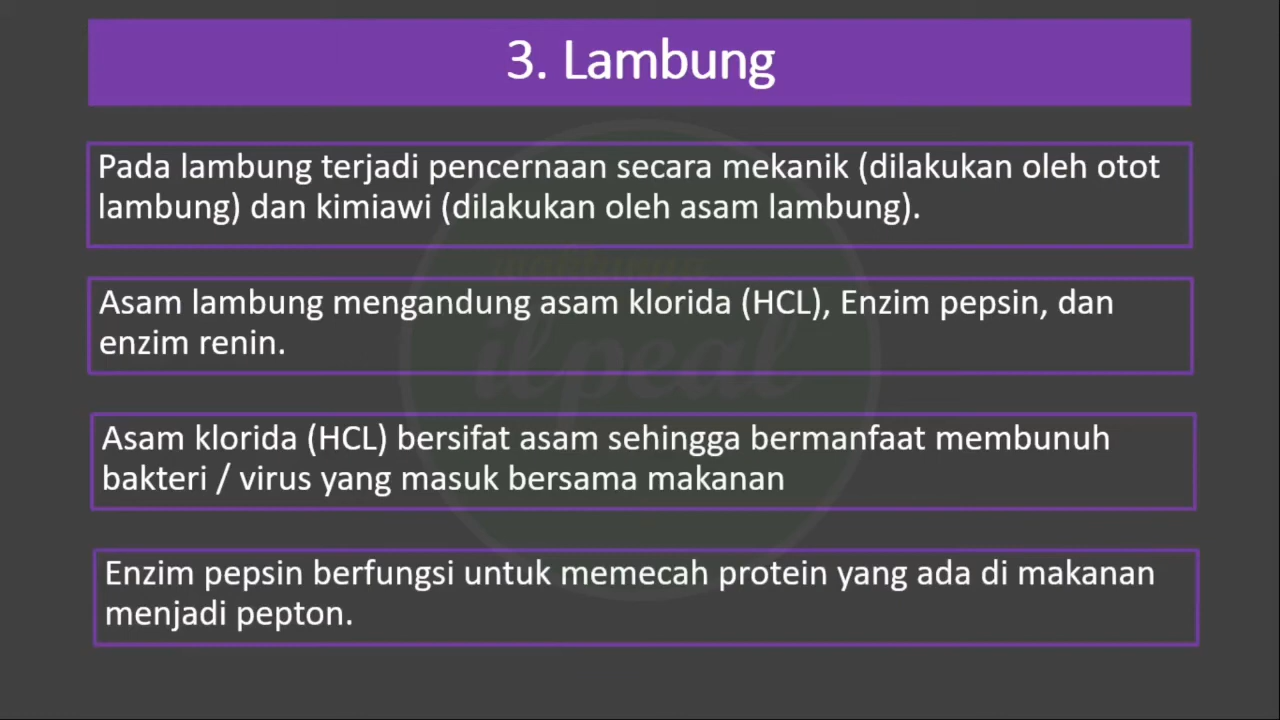 3. Lambung
Pada lambung terjadi pencernaan secara mekanik (dilakukan oleh otot
lambung) dan kimiawi (dilakukan oleh asam lambung).
Asam lambung mengandung asam klorida (HCL), Enzim pepsin, dan
enzim renin.
Asam klorida (HCL) bersifat asam sehingga bermanfaat membunuh
bakteri / virus yang masuk bersama makanan
Enzim pepsin berfungsi untuk memecah protein yang ada di makanan
menjadi pepton.
ilpeal